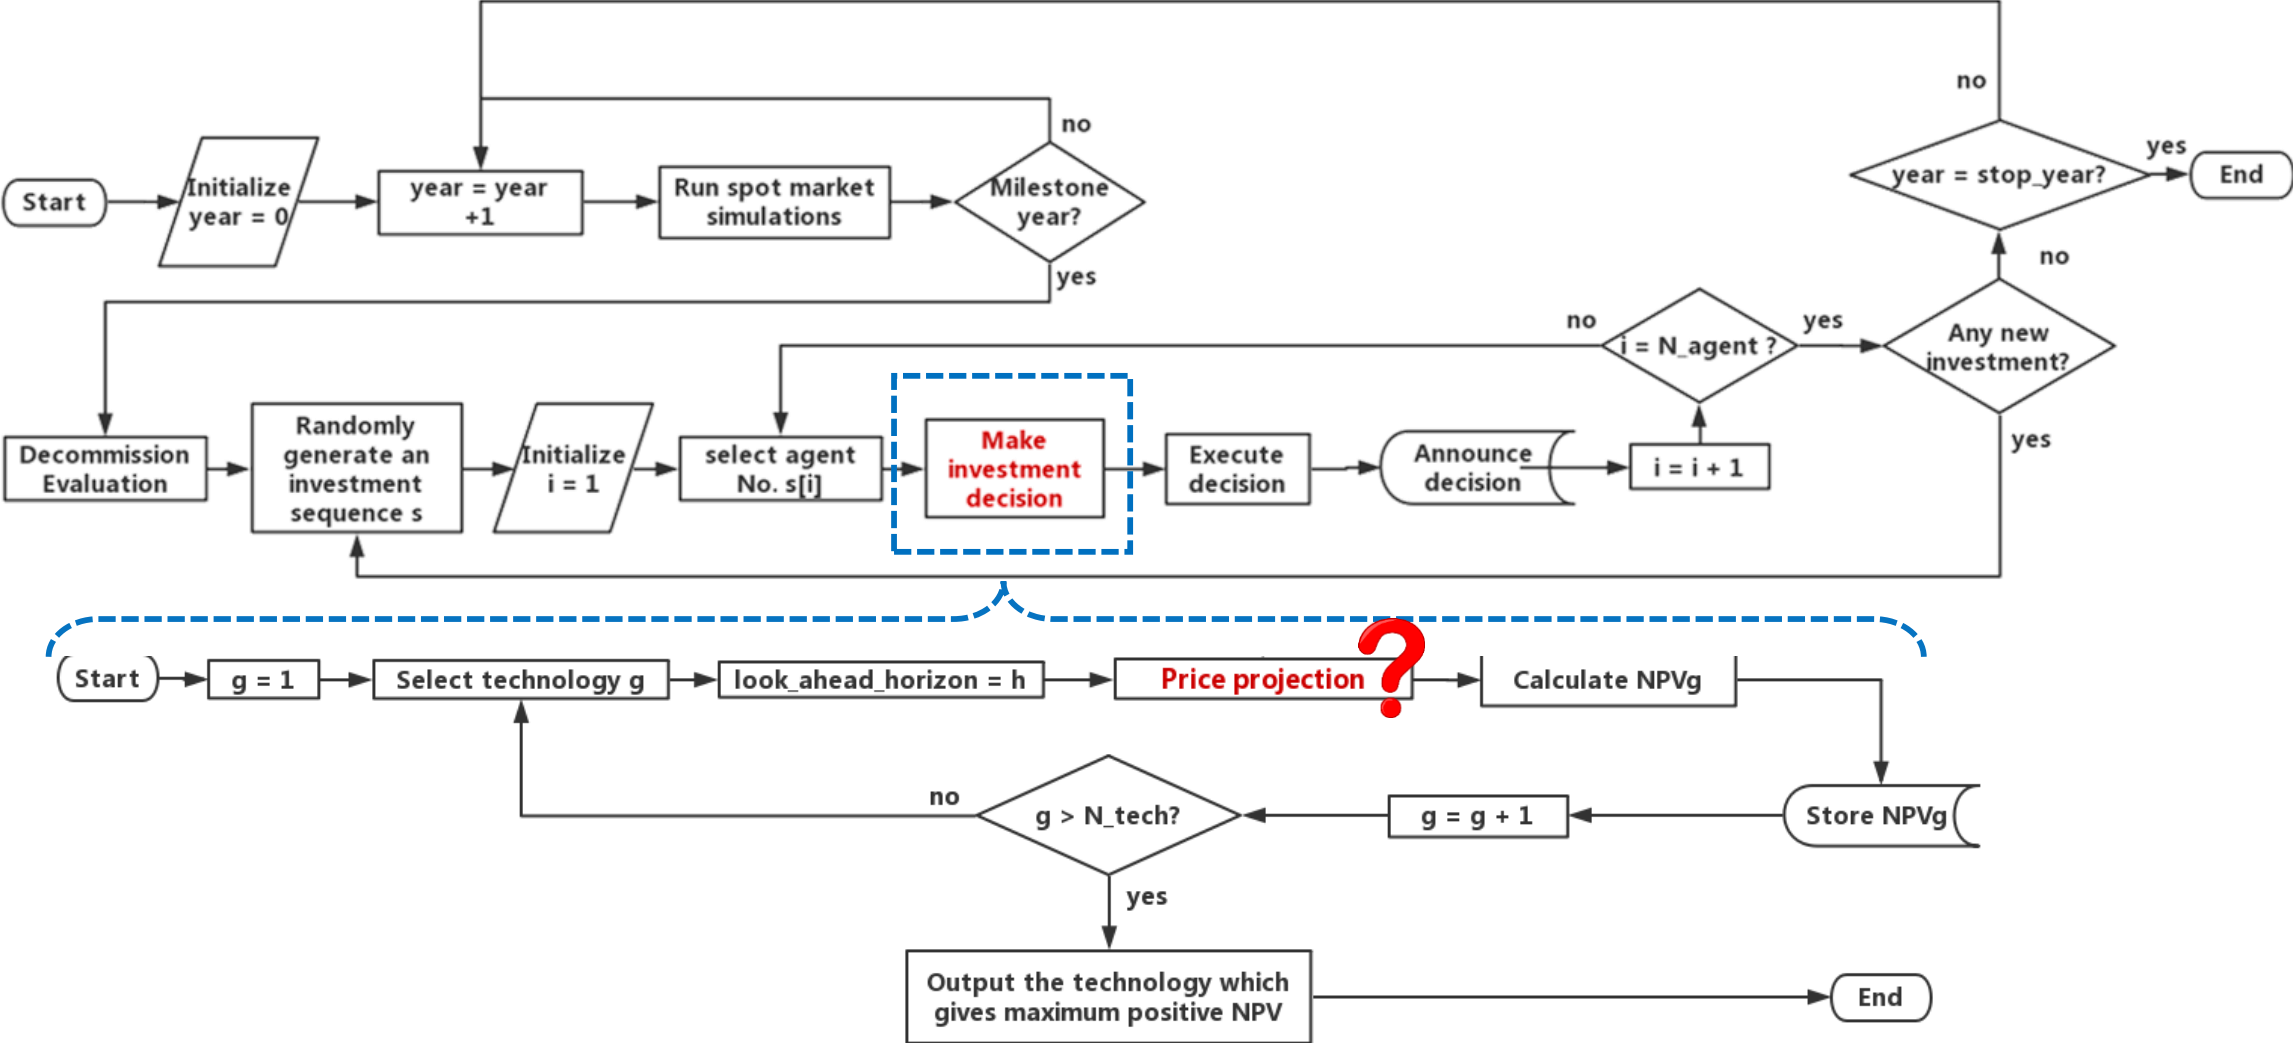 no
no
yes
year = stop_year?
End
Start
Initialize
year = 0
year = year
+1
Run spot market
simulations
Milestone
year?
yes
no
no
i = N_agent ?
yes
Any new
investment?
yes
Decommission
Evaluation
Randomly
generate an
investment
sequence s
Initialize
i = 1
select agent
No. s[i]
Make
investment
decision
Execute
decision
Announce
decision
i = i + 1
Start
g = 1
Select technology g
look_ahead_horizon = h
Price projection
?
Calculate NPVg
no
g > N_tech?
g = g + 1
Store NPVg
yes
Output the technology which
gives maximum positive NPV
End